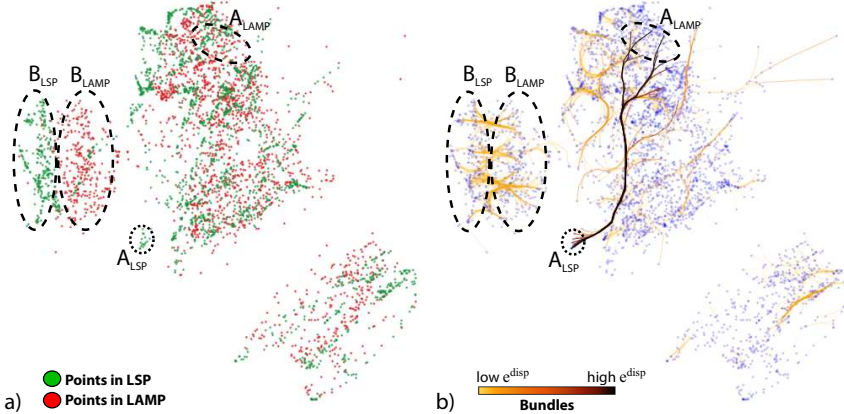 A_LAMP
B_LSP B_LAMP
A_LSP
a)
Points in LSP
Points in LAMP
A_LAMP
B_LSP B_LAMP
A_LSP
b)
low e^disp high e^disp
Bundles